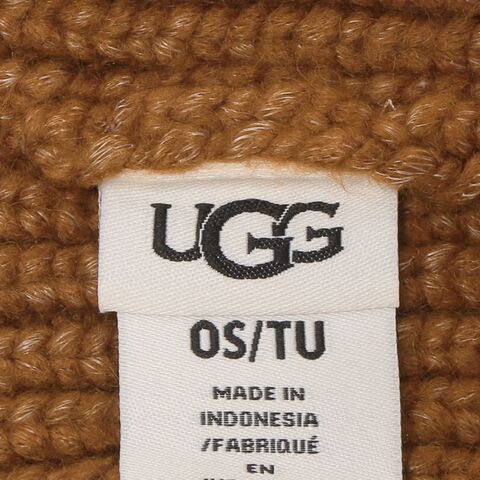 UGG
OS/TU
MADE IN
INDONESIA
/FABRIQUÉ
EN